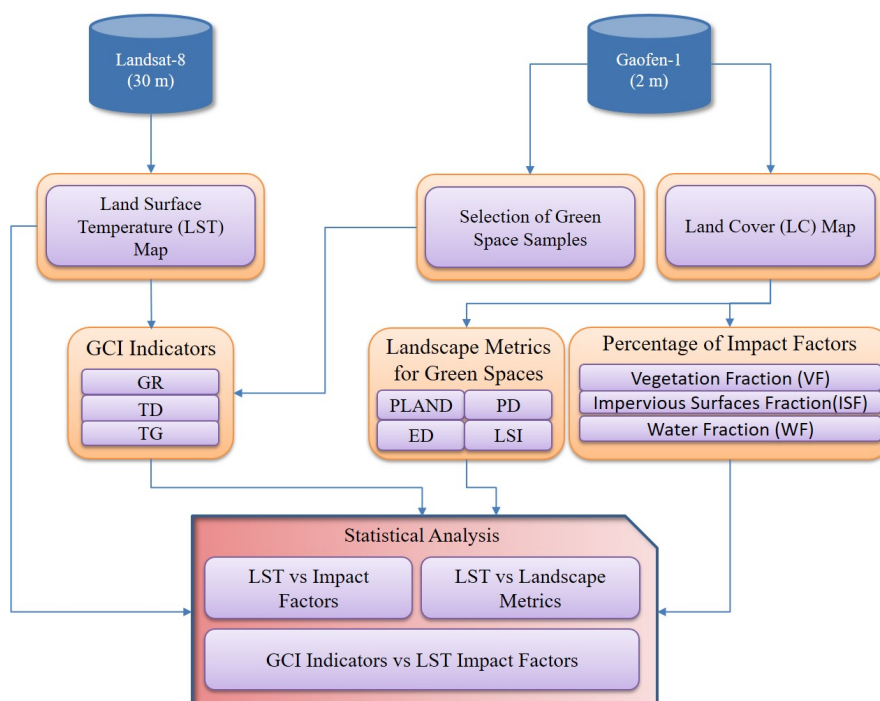 Landsat-8
(30 m)
Gaofen-1
(2 m)
Land Surface
Temperature (LST)
Map
Selection of Green
Space Samples
Land Cover (LC) Map
GCI Indicators
GR
TD
TG
Landscape Metrics
for Green Spaces
PLAND
PD
ED
LSI
Percentage of Impact Factors
Vegetation Fraction (VF)
Impervious Surfaces Fraction(ISF)
Water Fraction (WF)
Statistical Analysis
LST vs Impact
Factors
LST vs Landscape
Metrics
GCI Indicators vs LST Impact Factors